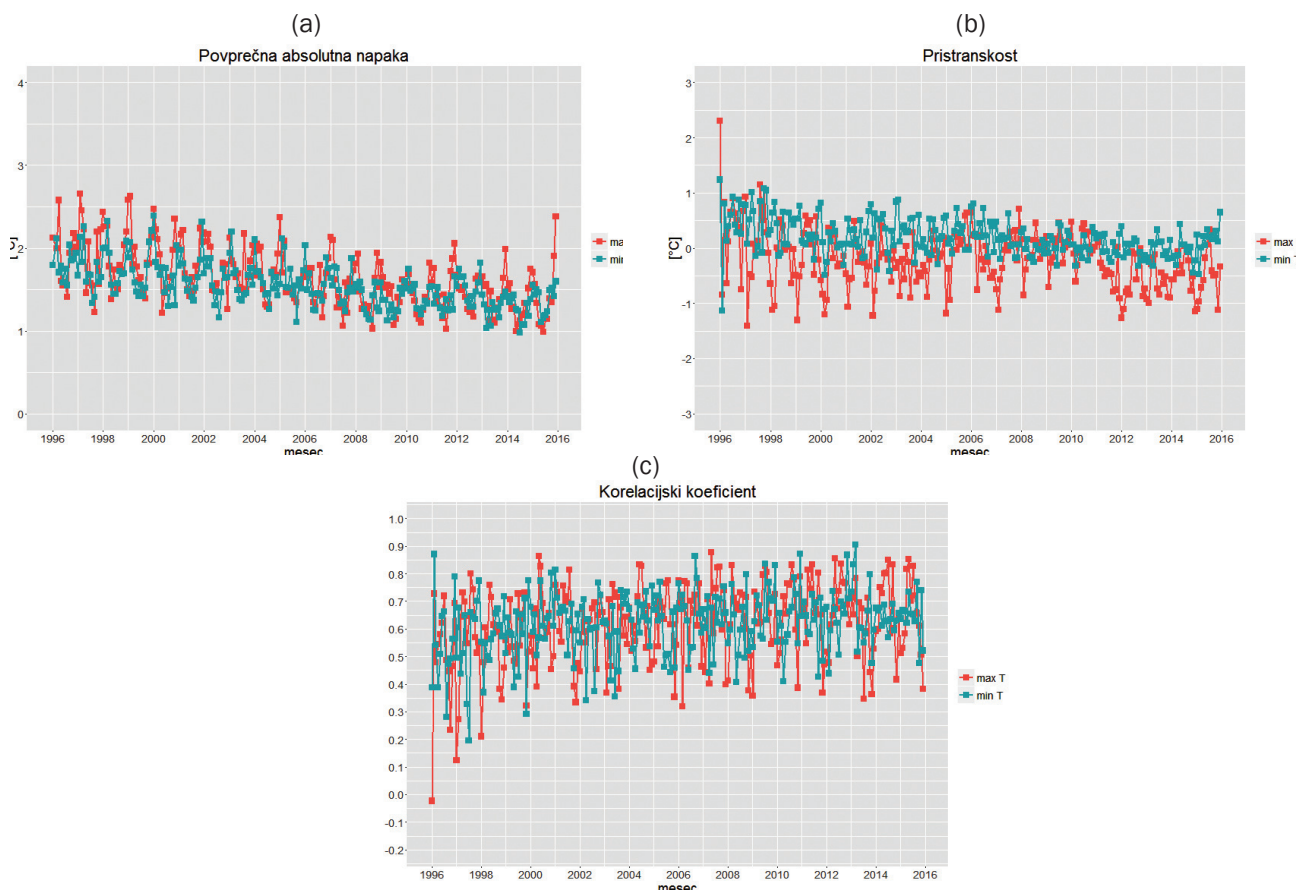 (a)
Povprečna absolutna napaka
4
3
2
1
0
[°C]
1996 1998 2000 2002 2004 2006 2008 2010 2012 2014 2016
mesec
ma
min
(b)
Pristranskost
3
2
1
0
-1
-2
-3
[°C]
1996 1998 2000 2002 2004 2006 2008 2010 2012 2014 2016
mesec
max
min T
(c)
Korelacijski koeficient
1.0
0.9
0.8
0.7
0.6
0.5
0.4
0.3
0.2
0.1
0.0
-0.1
-0.2
1996 1998 2000 2002 2004 2006 2008 2010 2012 2014 2016
mesec
max T
min T